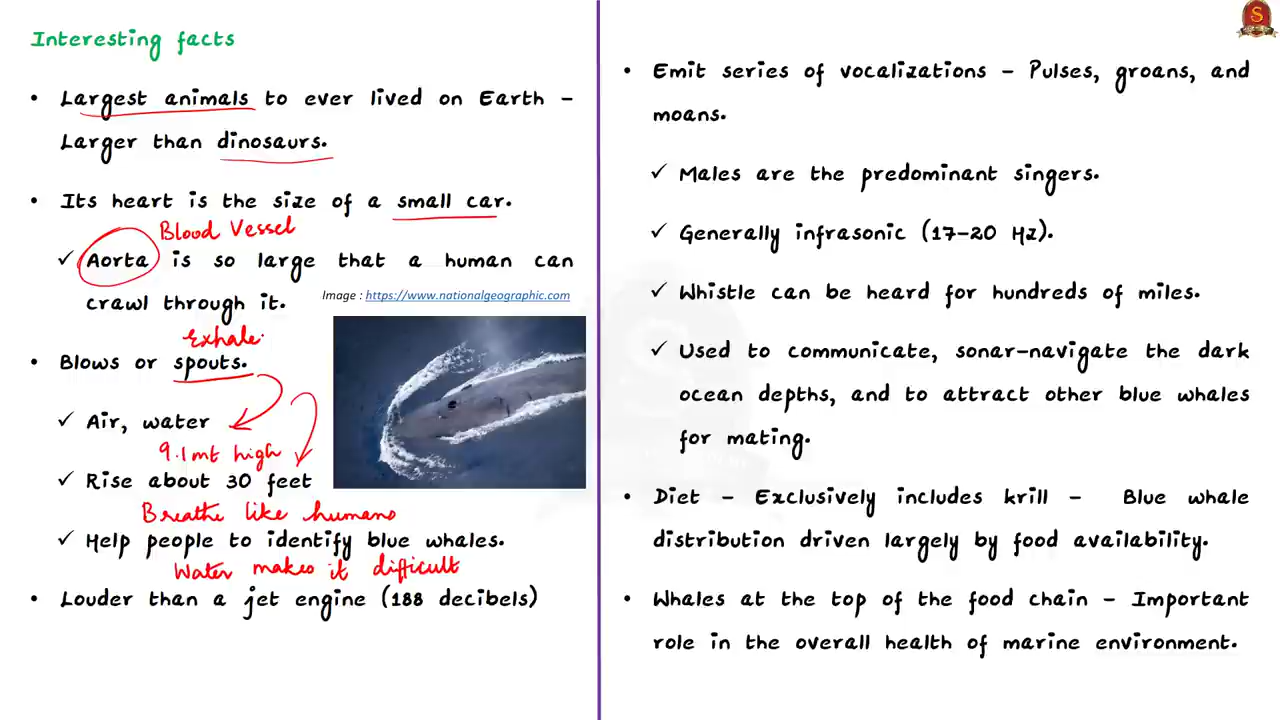 Interesting facts
• Largest animals to ever lived on Earth –
Larger than dinosaurs.
• Its heart is the size of a small car.
Blood Vessel
✓ Aorta is so large that a human can
crawl through it.
Image : https://www.nationalgeographic.com
Exhale
• Blows or spouts.
✓ Air, water
9.1mt high
✓ Rise about 30 feet
Breathe like humans
✓ Help people to identify blue whales.
Water makes it difficult
• Louder than a jet engine (188 decibels)
• Emit series of vocalizations – Pulses, groans, and
moans.
✓ Males are the predominant singers.
✓ Generally infrasonic (17-20 Hz).
✓ Whistle can be heard for hundreds of miles.
✓ Used to communicate, sonar-navigate the dark
ocean depths, and to attract other blue whales
for mating.
• Diet – Exclusively includes krill – Blue whale
distribution driven largely by food availability.
• Whales at the top of the food chain – Important
role in the overall health of marine environment.